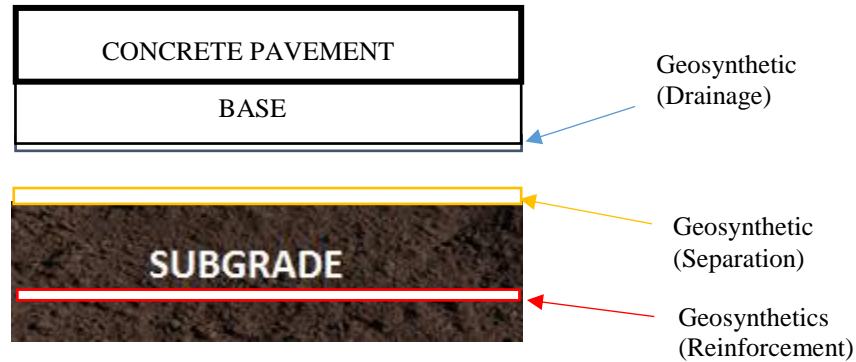 CONCRETE PAVEMENT
BASE
Geosynthetic
(Drainage)
SUBGRADE
Geosynthetic
(Separation)
Geosynthetics
(Reinforcement)